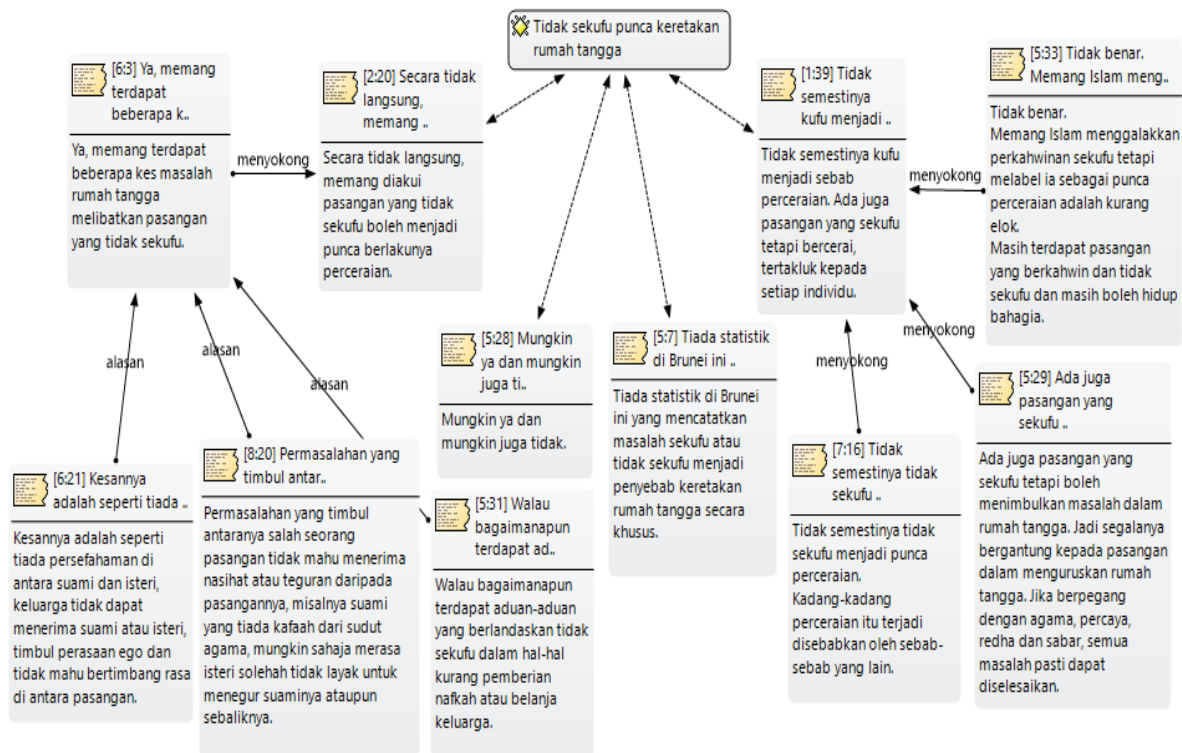 Tidak sekufu punca keretakan
rumah tangga
[6:3] Ya, memang
terdapat
beberapa k..
Ya, memang terdapat
beberapa kes masalah
rumah tangga
melibatkan pasangan
yang tidak sekufu.
menyokong
[2:20] Secara tidak
langsung,
memang ..
Secara tidak langsung,
memang diakui
pasangan yang tidak
sekufu boleh menjadi
punca berlakunya
perceraian.
[1:39] Tidak
semestinya
kufu menjadi ..
Tidak semestinya kufu
menjadi sebab
perceraian. Ada juga
pasangan yang sekufu
tetapi bercerai,
tertakluk kepada
setiap individu.
menyokong
[5:33] Tidak benar.
Memang Islam meng..
Tidak benar.
Memang Islam menggalakkan
perkahwinan sekufu tetapi
melabel ia sebagai punca
perceraian adalah kurang
elok.
Masih terdapat pasangan
yang berkahwin dan tidak
sekufu dan masih boleh hidup
bahagia.
alasan
alasan
alasan
menyokong
menyokong
[5:28] Mungkin
ya dan mungkin
juga ti..
Mungkin ya dan
mungkin juga tidak.
[5:7] Tiada statistik
di Brunei ini ..
Tiada statistik di Brunei
ini yang mencatatkan
masalah sekufu atau
tidak sekufu menjadi
penyebab keretakan
rumah tangga secara
khusus.
[6:21] Kesannya
adalah seperti tiada ..
Kesannya adalah seperti
tiada persefahaman di
antara suami dan isteri,
keluarga tidak dapat
menerima suami atau isteri,
timbul perasaan ego dan
tidak mahu bertimbang rasa
di antara pasangan.
[8:20] Permasalahan yang
timbul antar..
Permasalahan yang timbul
antaranya salah seorang
pasangan tidak mahu menerima
nasihat atau teguran daripada
pasangannya, misalnya suami
yang tiada kafaah dari sudut
agama, mungkin sahaja merasa
isteri solehah tidak layak untuk
menegur suaminya ataupun
sebaliknya.
[5:31] Walau
bagaimanapun
terdapat ad..
Walau bagaimanapun
terdapat aduan-aduan
yang berlandaskan tidak
sekufu dalam hal-hal
kurang pemberian
nafkah atau belanja
keluarga.
[7:16] Tidak
semestinya tidak
sekufu ..
Tidak semestinya tidak
sekufu menjadi punca
perceraian.
Kadang-kadang
perceraian itu terjadi
disebabkan oleh sebab-
sebab yang lain.
[5:29] Ada juga
pasangan yang
sekufu ..
Ada juga pasangan yang
sekufu tetapi boleh
menimbulkan masalah dalam
rumah tangga. Jadi segalanya
bergantung kepada pasangan
dalam menguruskan rumah
tangga. Jika berpegang
dengan agama, percaya,
redha dan sabar, semua
masalah pasti dapat
diselesaikan.